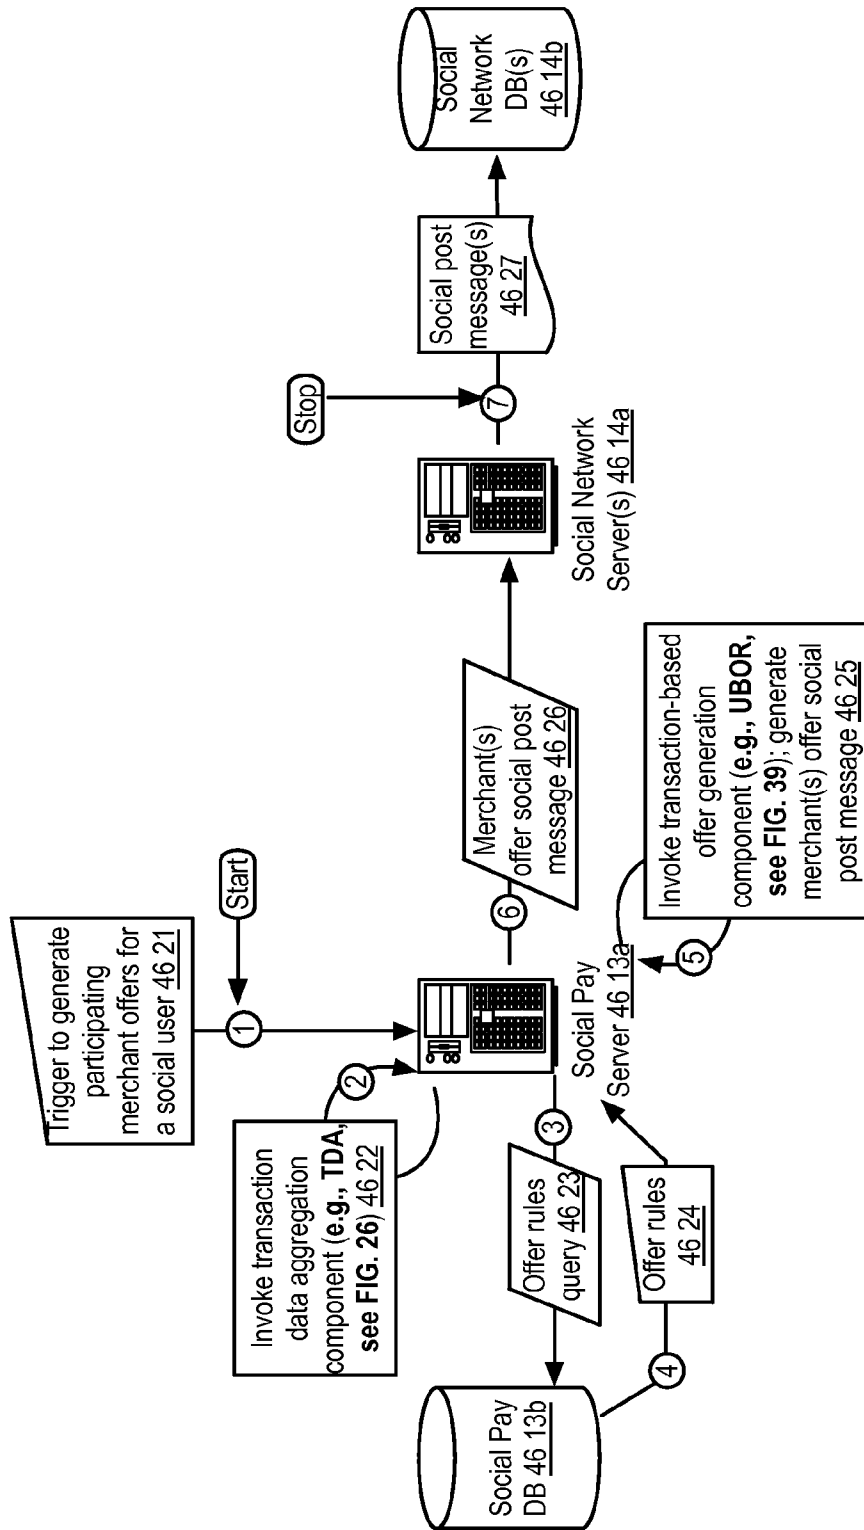 Trigger to generate
participating
merchant offers for
a social user 46 21
Start
1
Invoke transaction
data aggregation
component (e.g., TDA,
see FIG. 26) 46 22
2
Social Pay
DB 46 13b
Offer rules
query 46 23
3
Offer rules
46 24
4
Social Pay
Server 46 13a
5
Invoke transaction-based
offer generation
component (e.g., UBOR,
see FIG. 39); generate
merchant(s) offer social
post message 46 25
6
Merchant(s)
offer social post
message 46 26
Social Network
Server(s) 46 14a
Stop
7
Social post
message(s)
46 27
Social
Network
DB(s)
46 14b